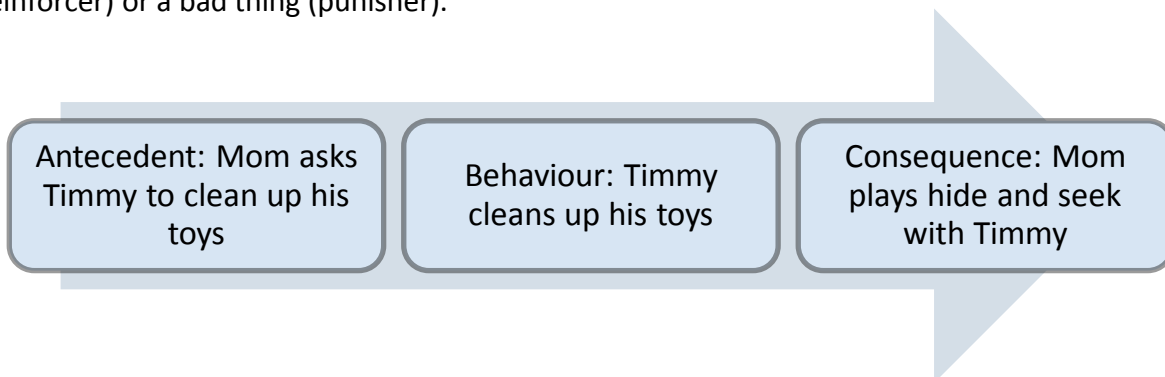 einforcer) or a bad thing (punisher).
Antecedent: Mom asks
Timmy to clean up his
toys
Behaviour: Timmy
cleans up his toys
Consequence: Mom
plays hide and seek
with Timmy